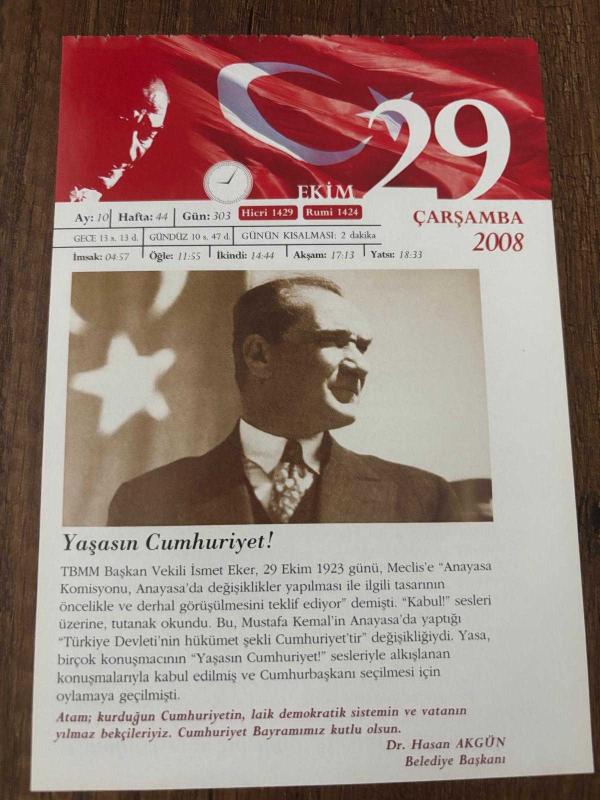 29
EKİM
ÇARŞAMBA
2008
Ay: 10 Hafta: 44 Gün: 303 Hicri 1429 Rumi 1424
GECE 13 s. 13 d. GÜNDÜZ 10 s. 47 d. GÜNÜN KISALMASI: 2 dakika
İmsak: 04:57 Öğle: 11:55 İkindi: 14:44 Akşam: 17:13 Yatsı: 18:33
Yaşasın Cumhuriyet!
TBMM Başkan Vekili İsmet Eker, 29 Ekim 1923 günü, Meclis'e “Anayasa
Komisyonu, Anayasa'da değişiklikler yapılması ile ilgili tasarının
öncelikle ve derhal görüşülmesini teklif ediyor” demişti. “Kabul!” sesleri
üzerine, tutanak okundu. Bu, Mustafa Kemal'in Anayasa'da yaptığı
“Türkiye Devleti'nin hükümet şekli Cumhuriyet'tir” değişikliğiydi. Yasa,
birçok konuşmacının “Yaşasın Cumhuriyet!” sesleriyle alkışlanan
konuşmalarıyla kabul edilmiş ve Cumhurbaşkanı seçilmesi için
oylamaya geçilmişti.
Atam; kurduğun Cumhuriyetin, laik demokratik sistemin ve vatanın
yılmaz bekçileriyiz. Cumhuriyet Bayramımız kutlu olsun.
Dr. Hasan AKGÜN
Belediye Başkanı